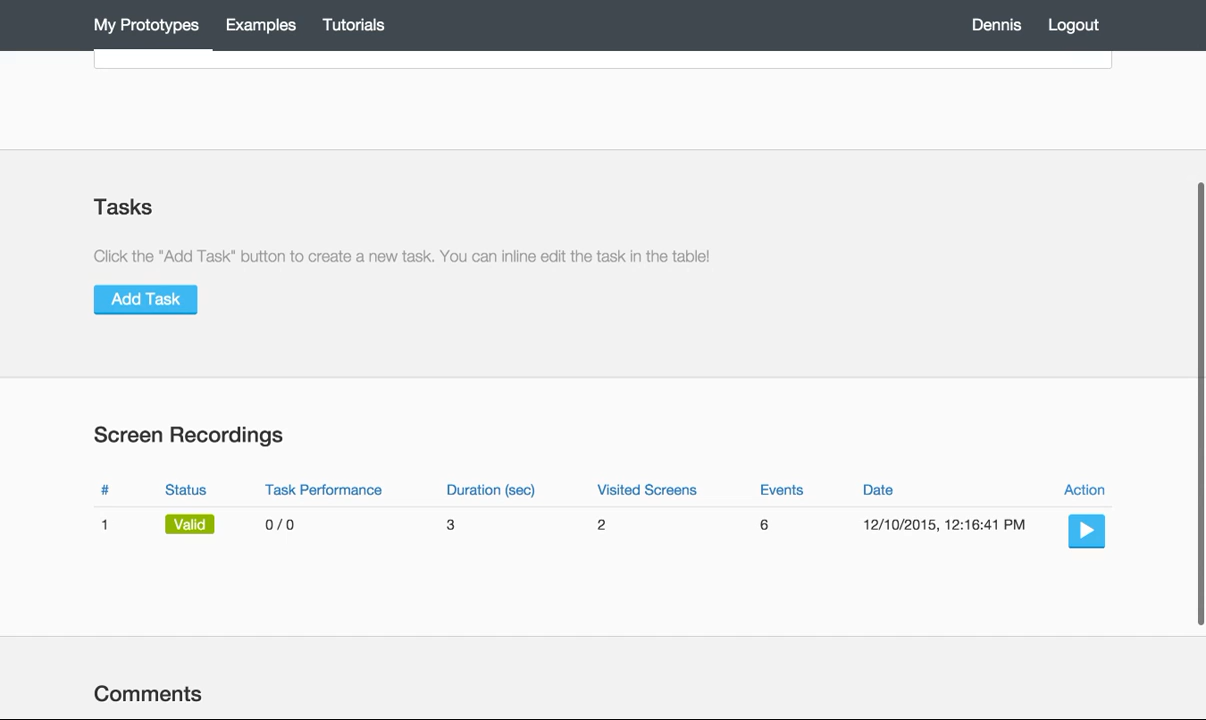 My Prototypes Examples Tutorials Dennis Logout
Tasks
Click the "Add Task" button to create a new task. You can inline edit the task in the table!
Add Task
Screen Recordings
# Status Task Performance Duration (sec) Visited Screens Events Date Action
1 Valid 0 / 0 3 2 6 12/10/2015, 12:16:41 PM
Comments